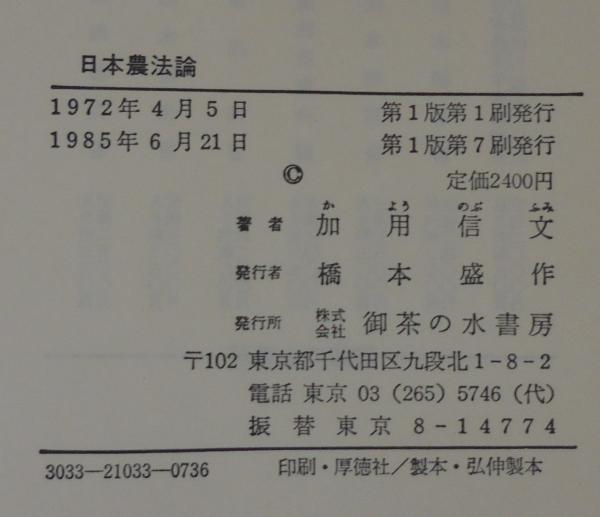 日本農法論
1972年4月5日 第1版第1刷発行
1985年6月21日 第1版第7刷発行
© 定価2400円
か よう のぶ ふみ
著者 加用信文
発行者 橋本盛作
発行所 株式会社 御茶の水書房
〒102 東京都千代田区九段北1-8-2
電話 東京 03 (265) 5746 (代)
振替東京 8-14774
3033—21033—0736 印刷・厚徳社/製本・弘伸製本